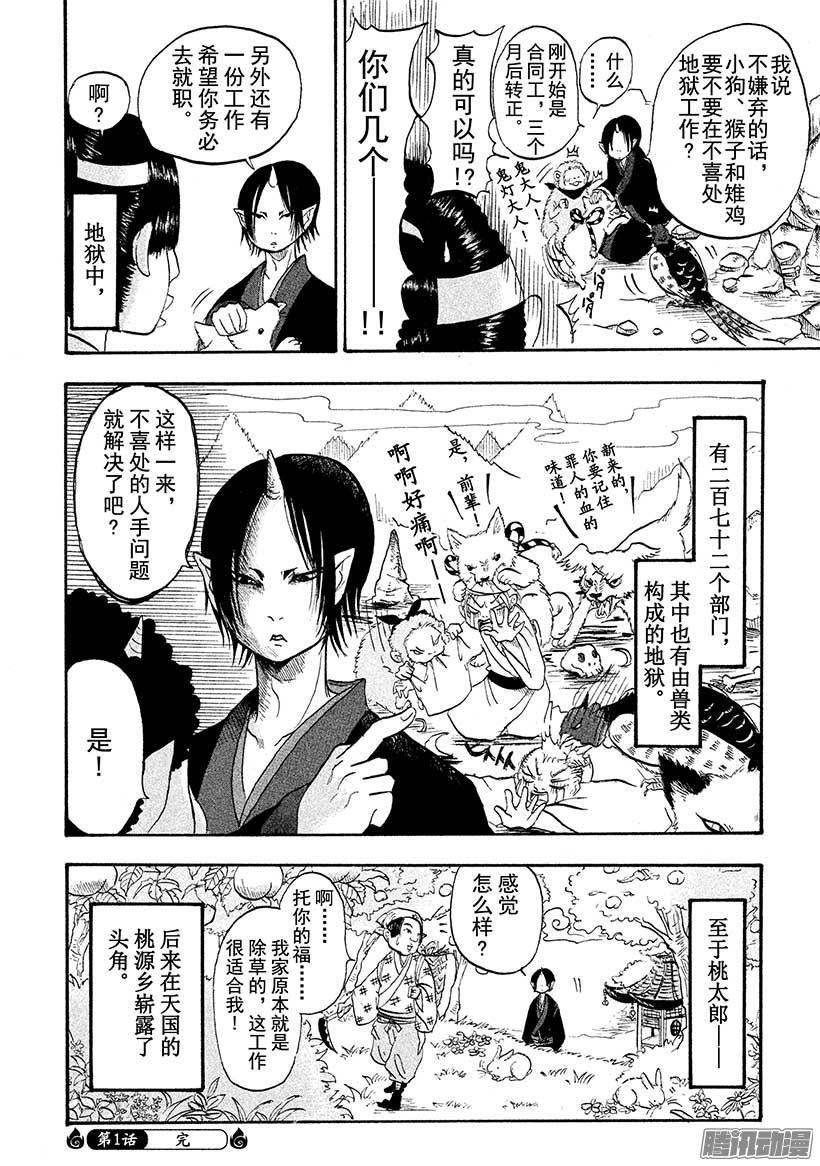 我说
不嫌弃的话，
小狗、猴子和雉鸡
要不要在不喜处
地狱工作？
什么
……
刚开始是
合同工，三个
月后转正。
真的可以吗！？
鬼大人！
鬼灯大人！
你们几个——
——！！
另外还有
一份工作
希望你务必
去就职。
啊？
地狱中，
有二百七十二个部门，
其中也有由兽类
构成的地狱。
新来的，
你要记住
罪人的血的
味道！
是，前辈！
啊啊好痛啊——
这样一来，
不喜处的人手问题
就解决了吧？
是！
至于桃太郎——
感觉
怎么样？
啊……
托你的福……
我家原本就是
除草的，这工作
很适合我！
后来在天国的
桃源乡崭露了
头角。
第1话 完
腾讯动漫